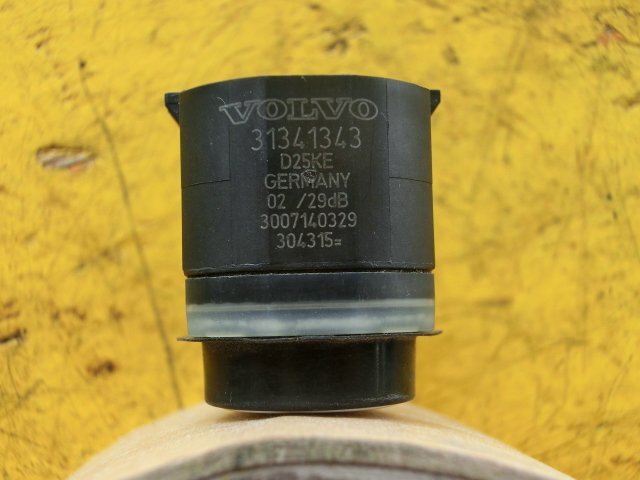 VOLVO
31341343
D25KE
GERMANY
02 /29dB
3007140329
304315=